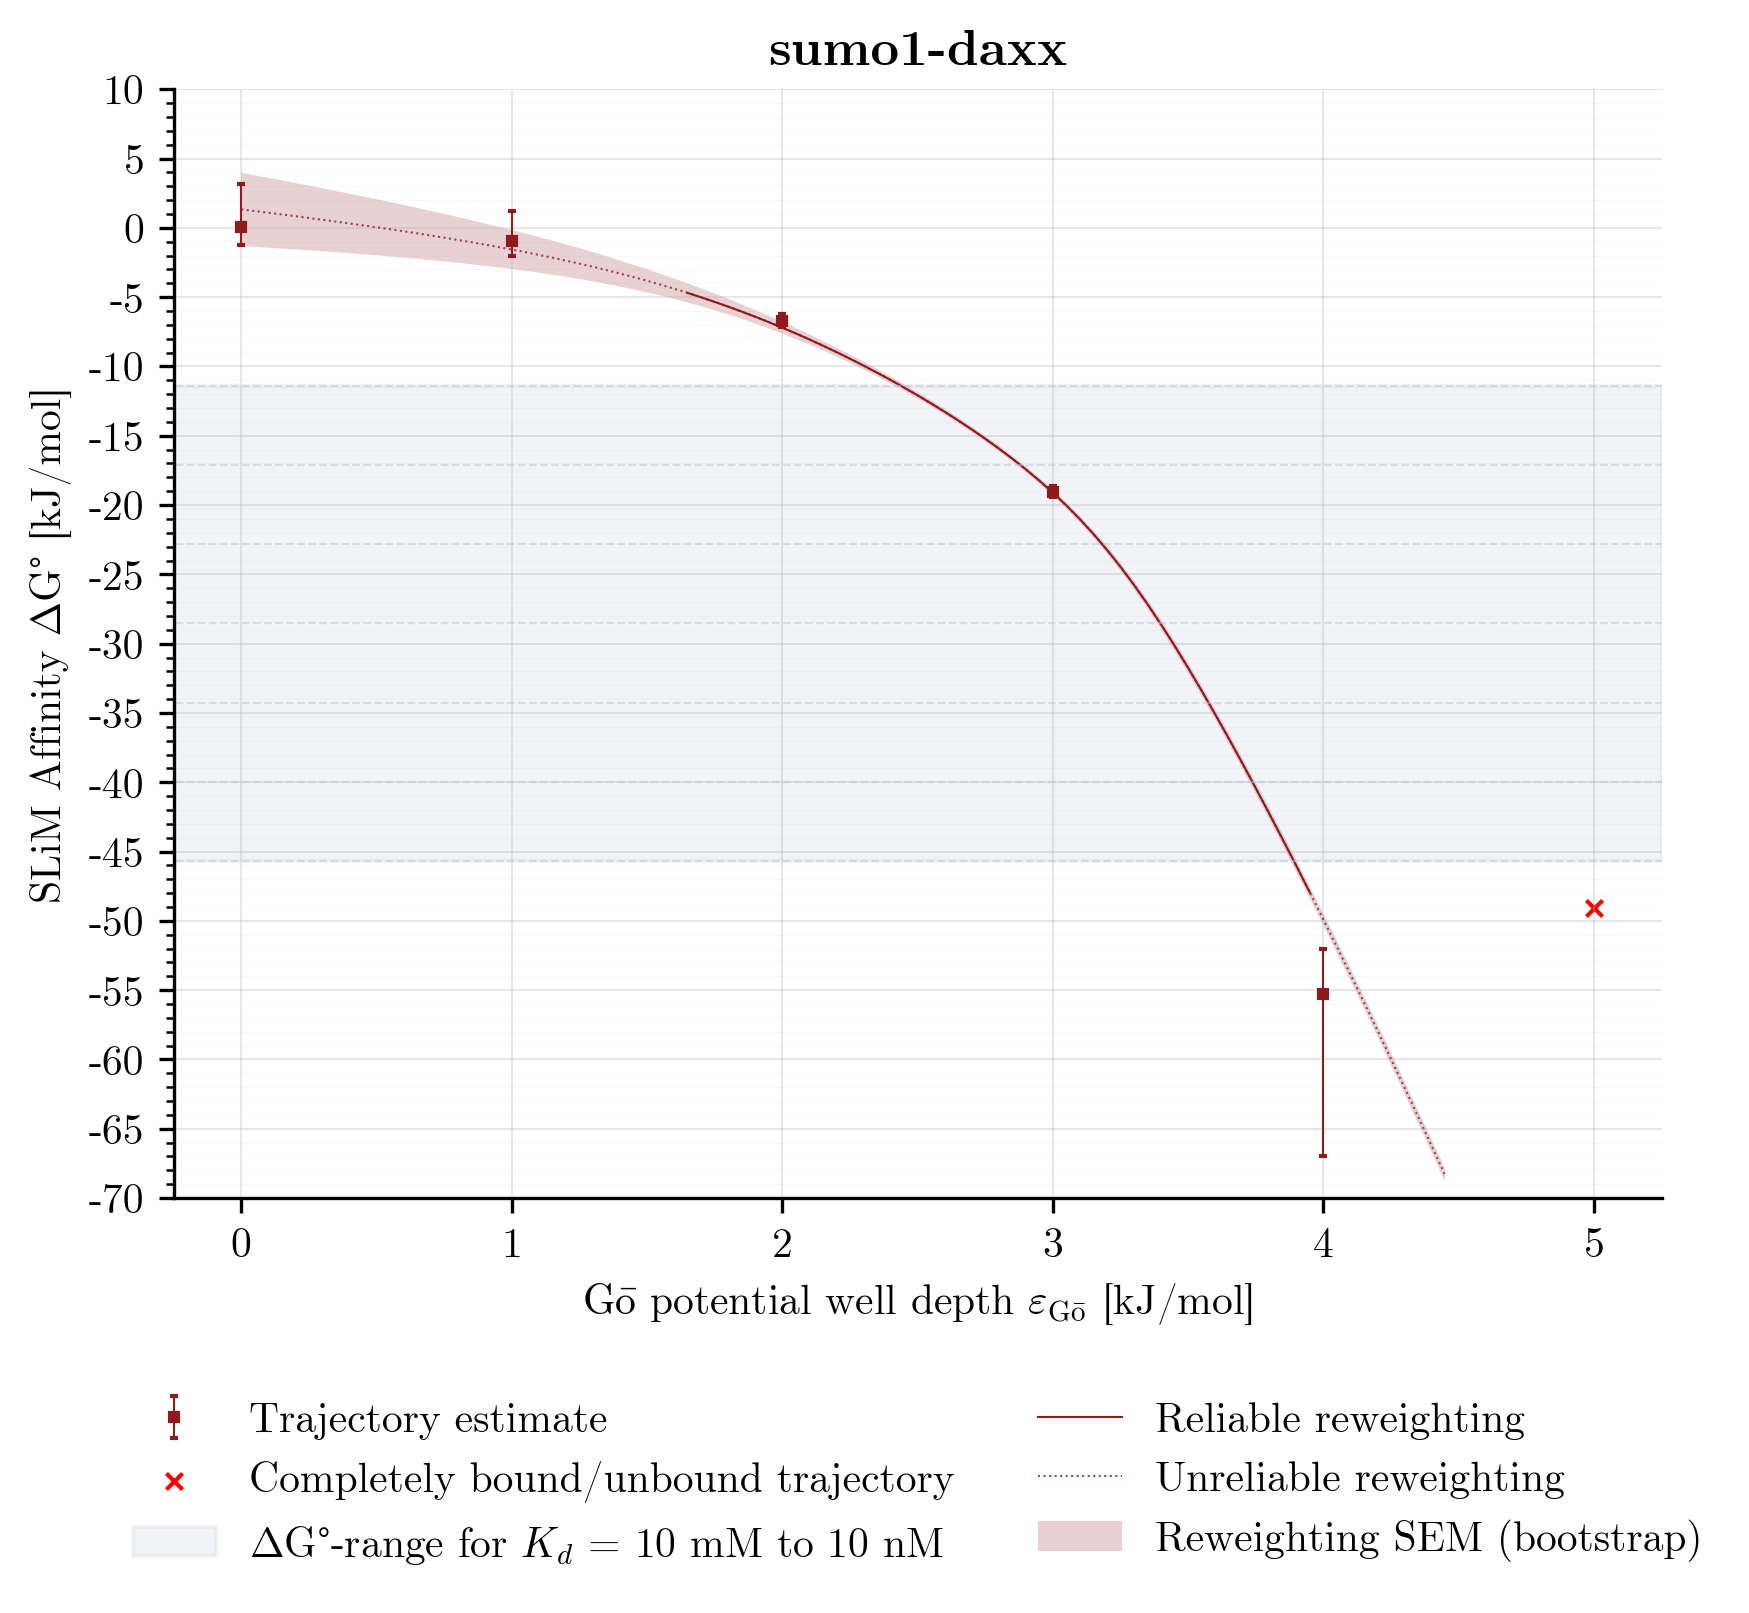 sumo1-daxx
10
5
0
-5
-10
-15
-20
-25
-30
-35
-40
-45
-50
-55
-60
-65
-70
SLiM Affinity ΔG° [kJ/mol]
0 1 2 3 4 5
Gō potential well depth ε_Gō [kJ/mol]
Trajectory estimate
Completely bound/unbound trajectory
ΔG°-range for K_d = 10 mM to 10 nM
Reliable reweighting
Unreliable reweighting
Reweighting SEM (bootstrap)